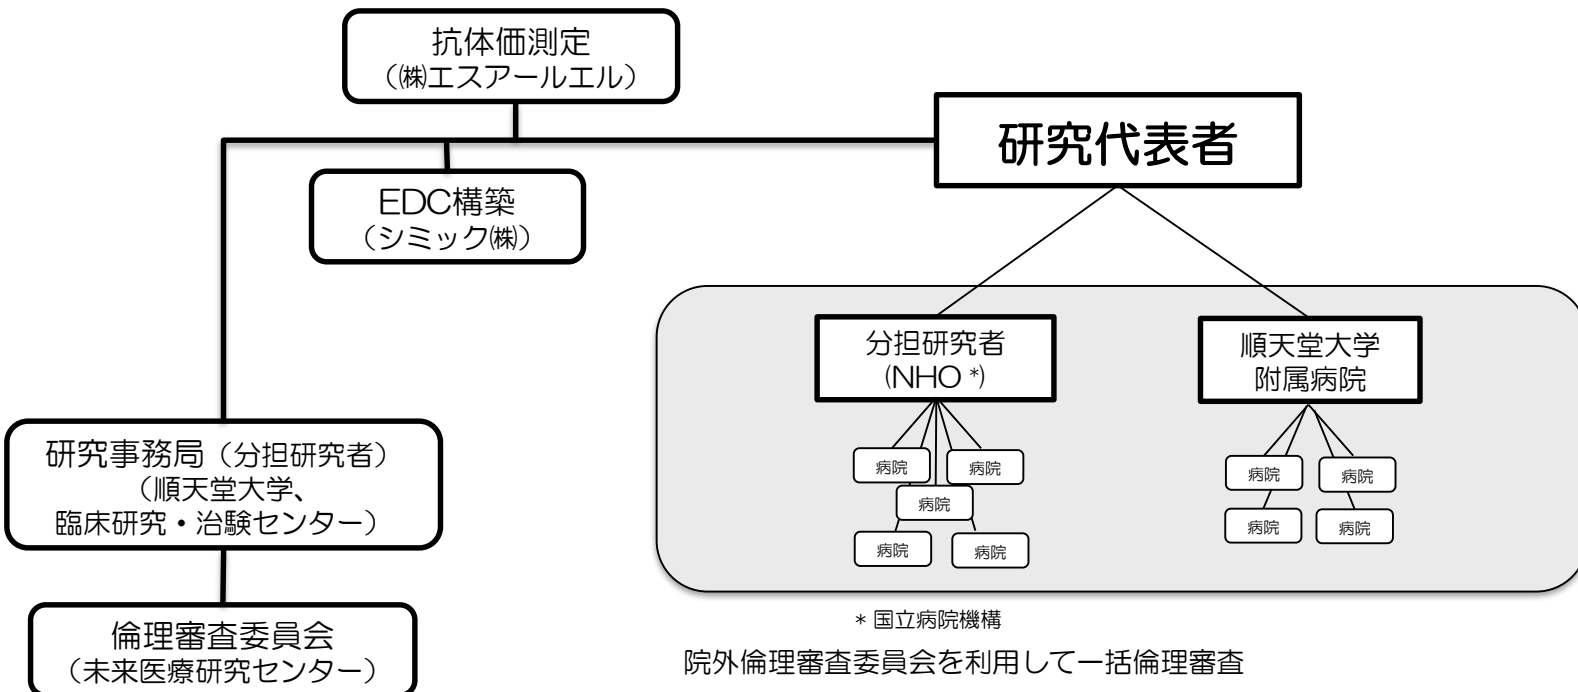 抗体価測定
(㈱エスアールエル)
研究代表者
EDC構築
(シミック㈱)
分担研究者
(NHO *)
順天堂大学
附属病院
病院
病院
病院
病院
病院
病院
病院
病院
病院
研究事務局(分担研究者)
(順天堂大学、
臨床研究・治験センター)
倫理審査委員会
(未来医療研究センター)
* 国立病院機構
院外倫理審査委員会を利用して一括倫理審査